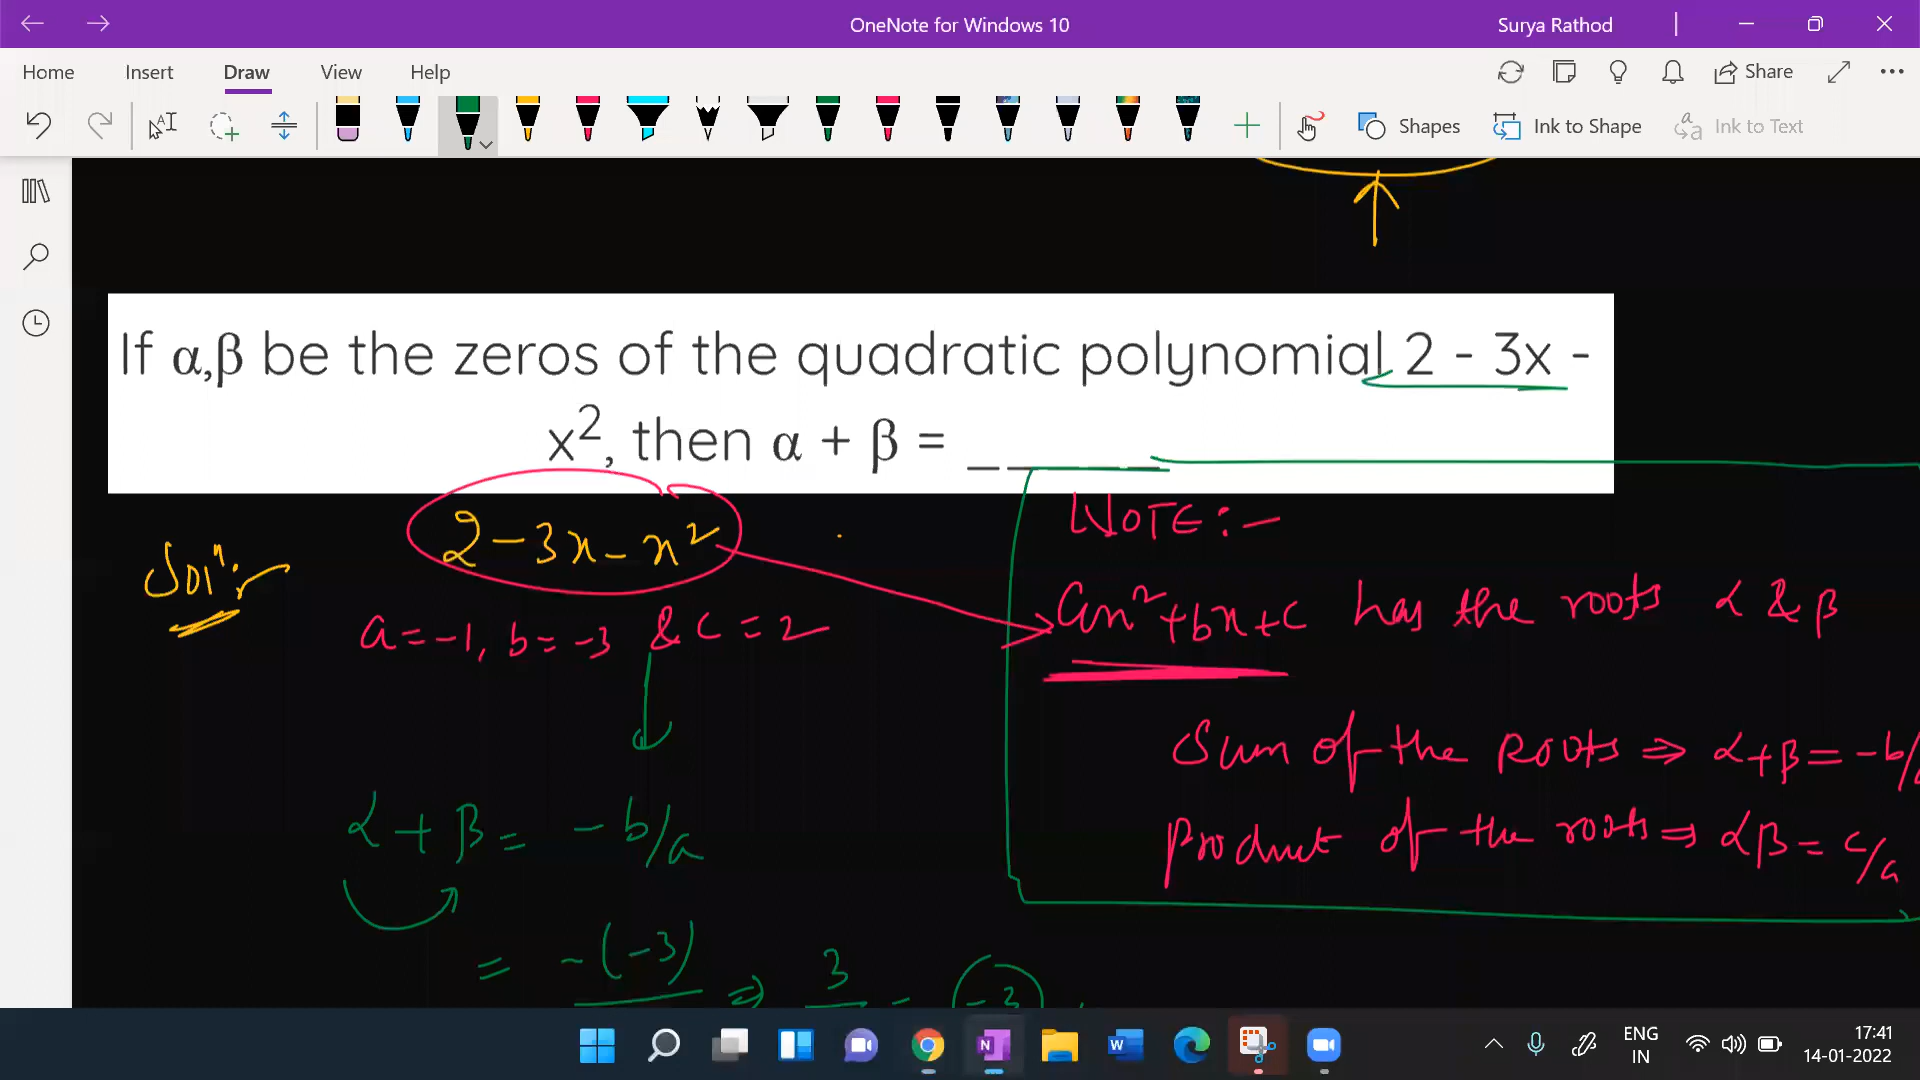 OneNote for Windows 10
Surya Rathod
Home Insert Draw View Help
Share
Shapes Ink to Shape Ink to Text
If α,β be the zeros of the quadratic polynomial 2 - 3x -
x², then α + β = _ _ _ _ _
NOTE:-
Solⁿ:-
2-3x-x²
ax²+bx+c has the roots α & β
a=-1, b=-3 & c=2
Sum of the Roots ⇒ α+β=-b/
product of the roots ⇒ αβ=c/a
α+β= -b/a
= -(-3) ⇒ 3 = -3
ENG
IN
17:41
14-01-2022